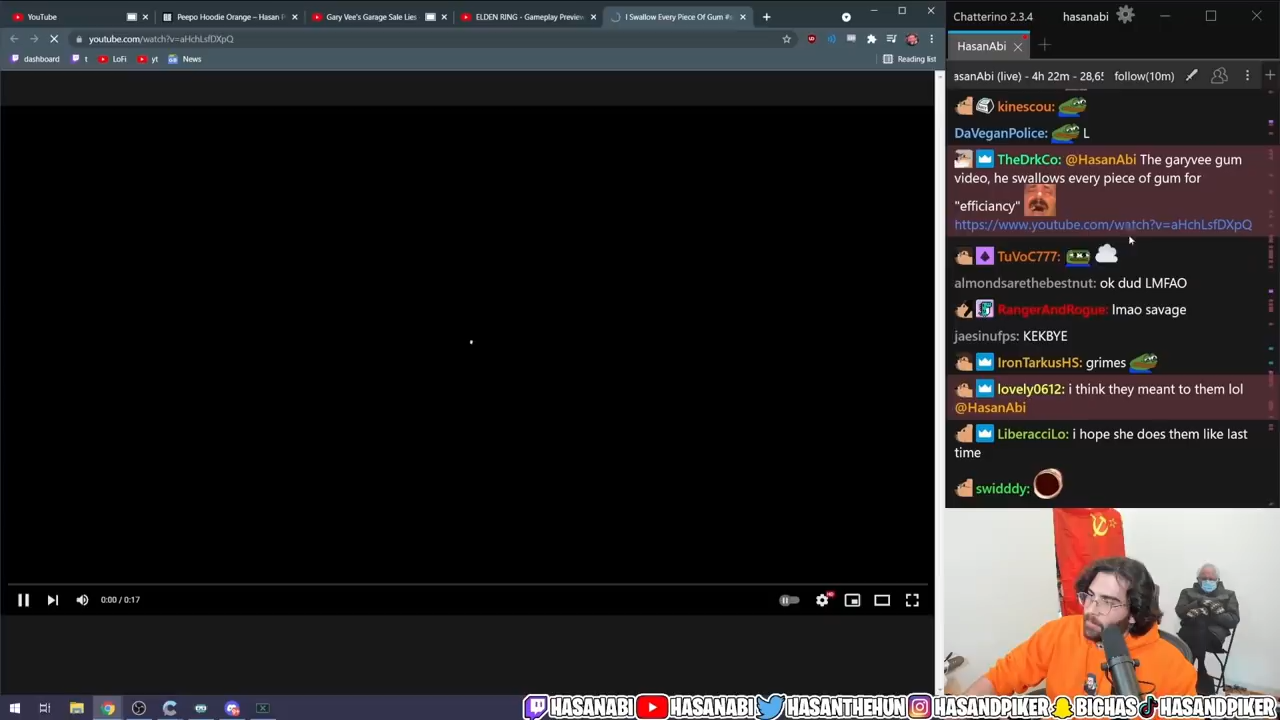 YouTube
Peepo Hoodie Orange – Hasan P
Gary Vee's Garage Sale Lies
ELDEN RING - Gameplay Preview
I Swallow Every Piece Of Gum #s
youtube.com/watch?v=aHchLsfDXpQ
dashboard
t
LoFi
yt
News
Reading list
0:00 / 0:17
HD
Chatterino 2.3.4
hasanabi
HasanAbi
asanAbi (live) - 4h 22m - 28,6
follow(10m)
kinescou:
DaVeganPolice: L
TheDrkCo: @HasanAbi The garyvee gum
video, he swallows every piece of gum for
"efficiancy"
https://www.youtube.com/watch?v=aHchLsfDXpQ
TuVoC777:
almondsarethebestnut: ok dud LMFAO
RangerAndRogue: lmao savage
jaesinufps: KEKBYE
IronTarkusHS: grimes
lovely0612: i think they meant to them lol
@HasanAbi
LiberacciLo: i hope she does them like last
time
swidddy:
HASANABI HASANABI HASANTHEHUN HASANDPIKER BIGHAS HASANDPIKER